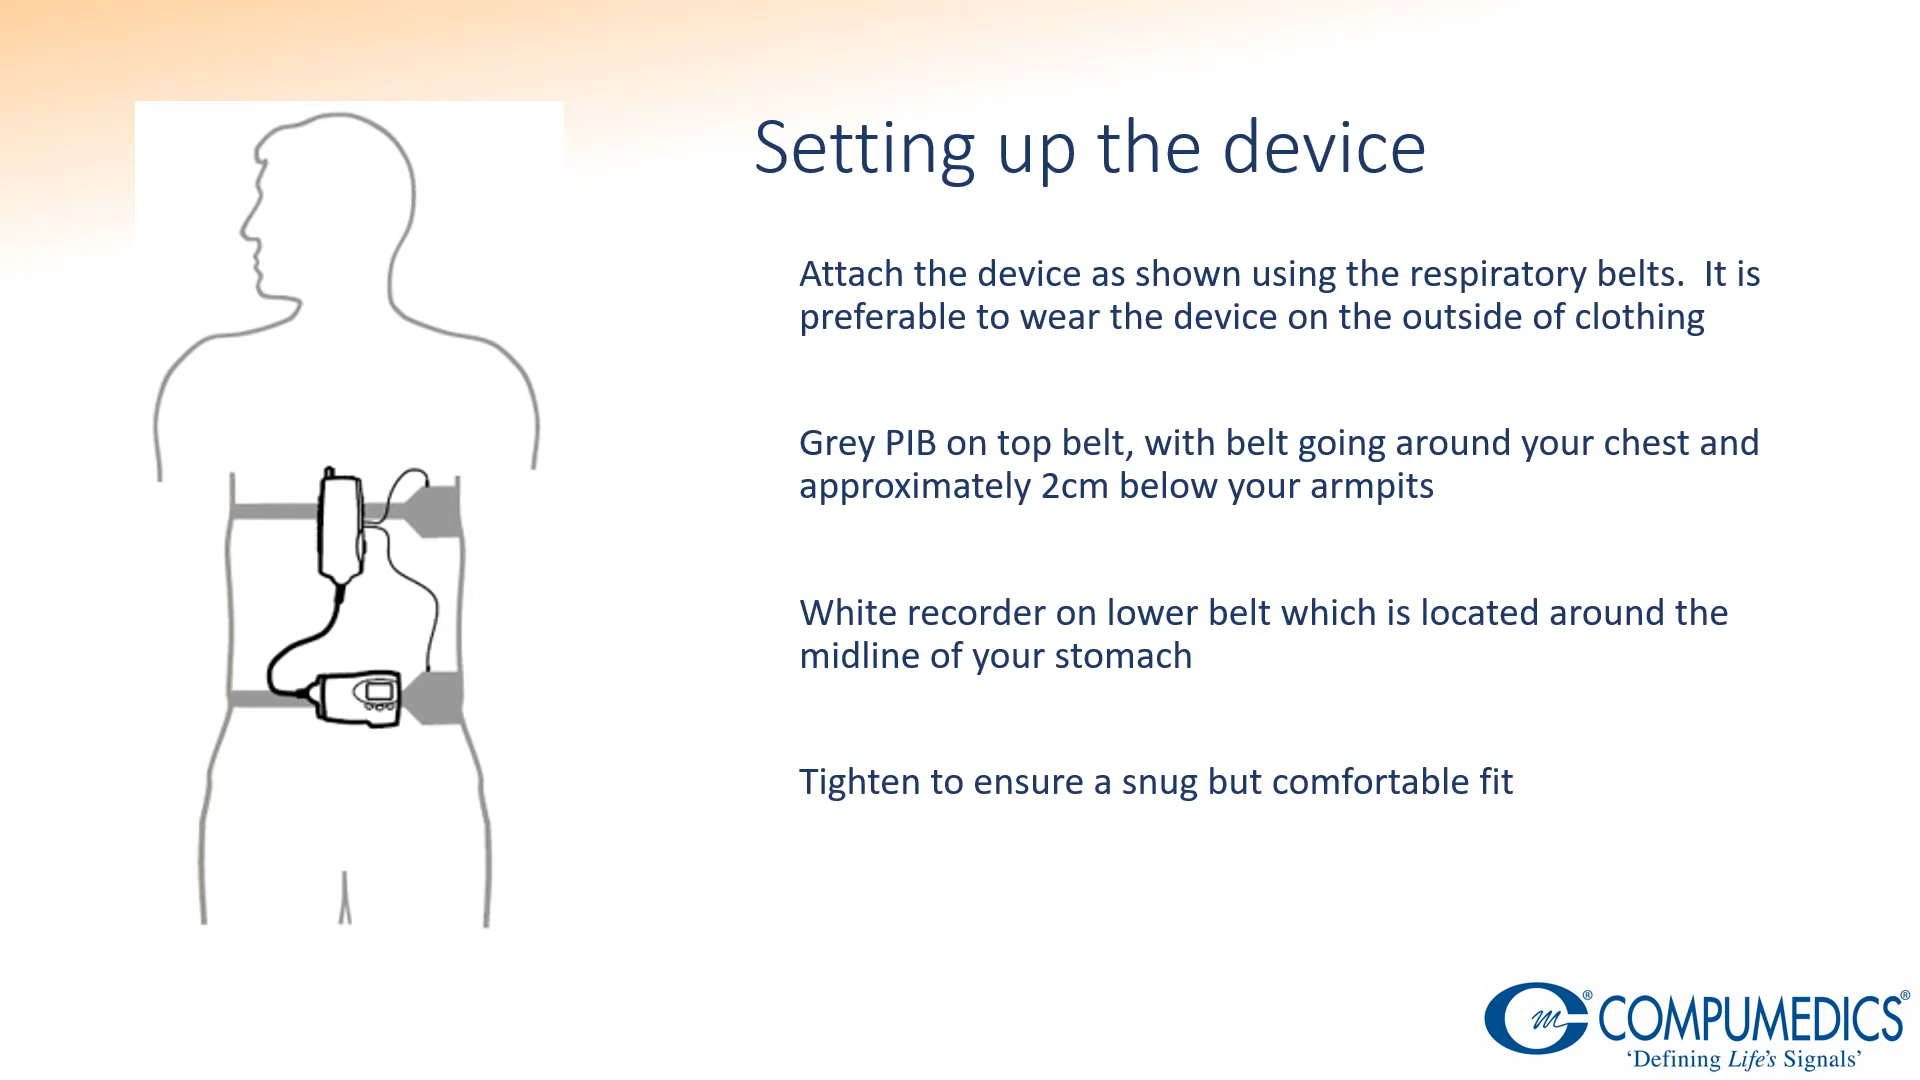 Setting up the device
Attach the device as shown using the respiratory belts.  It is
preferable to wear the device on the outside of clothing
Grey PIB on top belt, with belt going around your chest and
approximately 2cm below your armpits
White recorder on lower belt which is located around the
midline of your stomach
Tighten to ensure a snug but comfortable fit
® COMPUMEDICS®
‘Defining Life’s Signals’